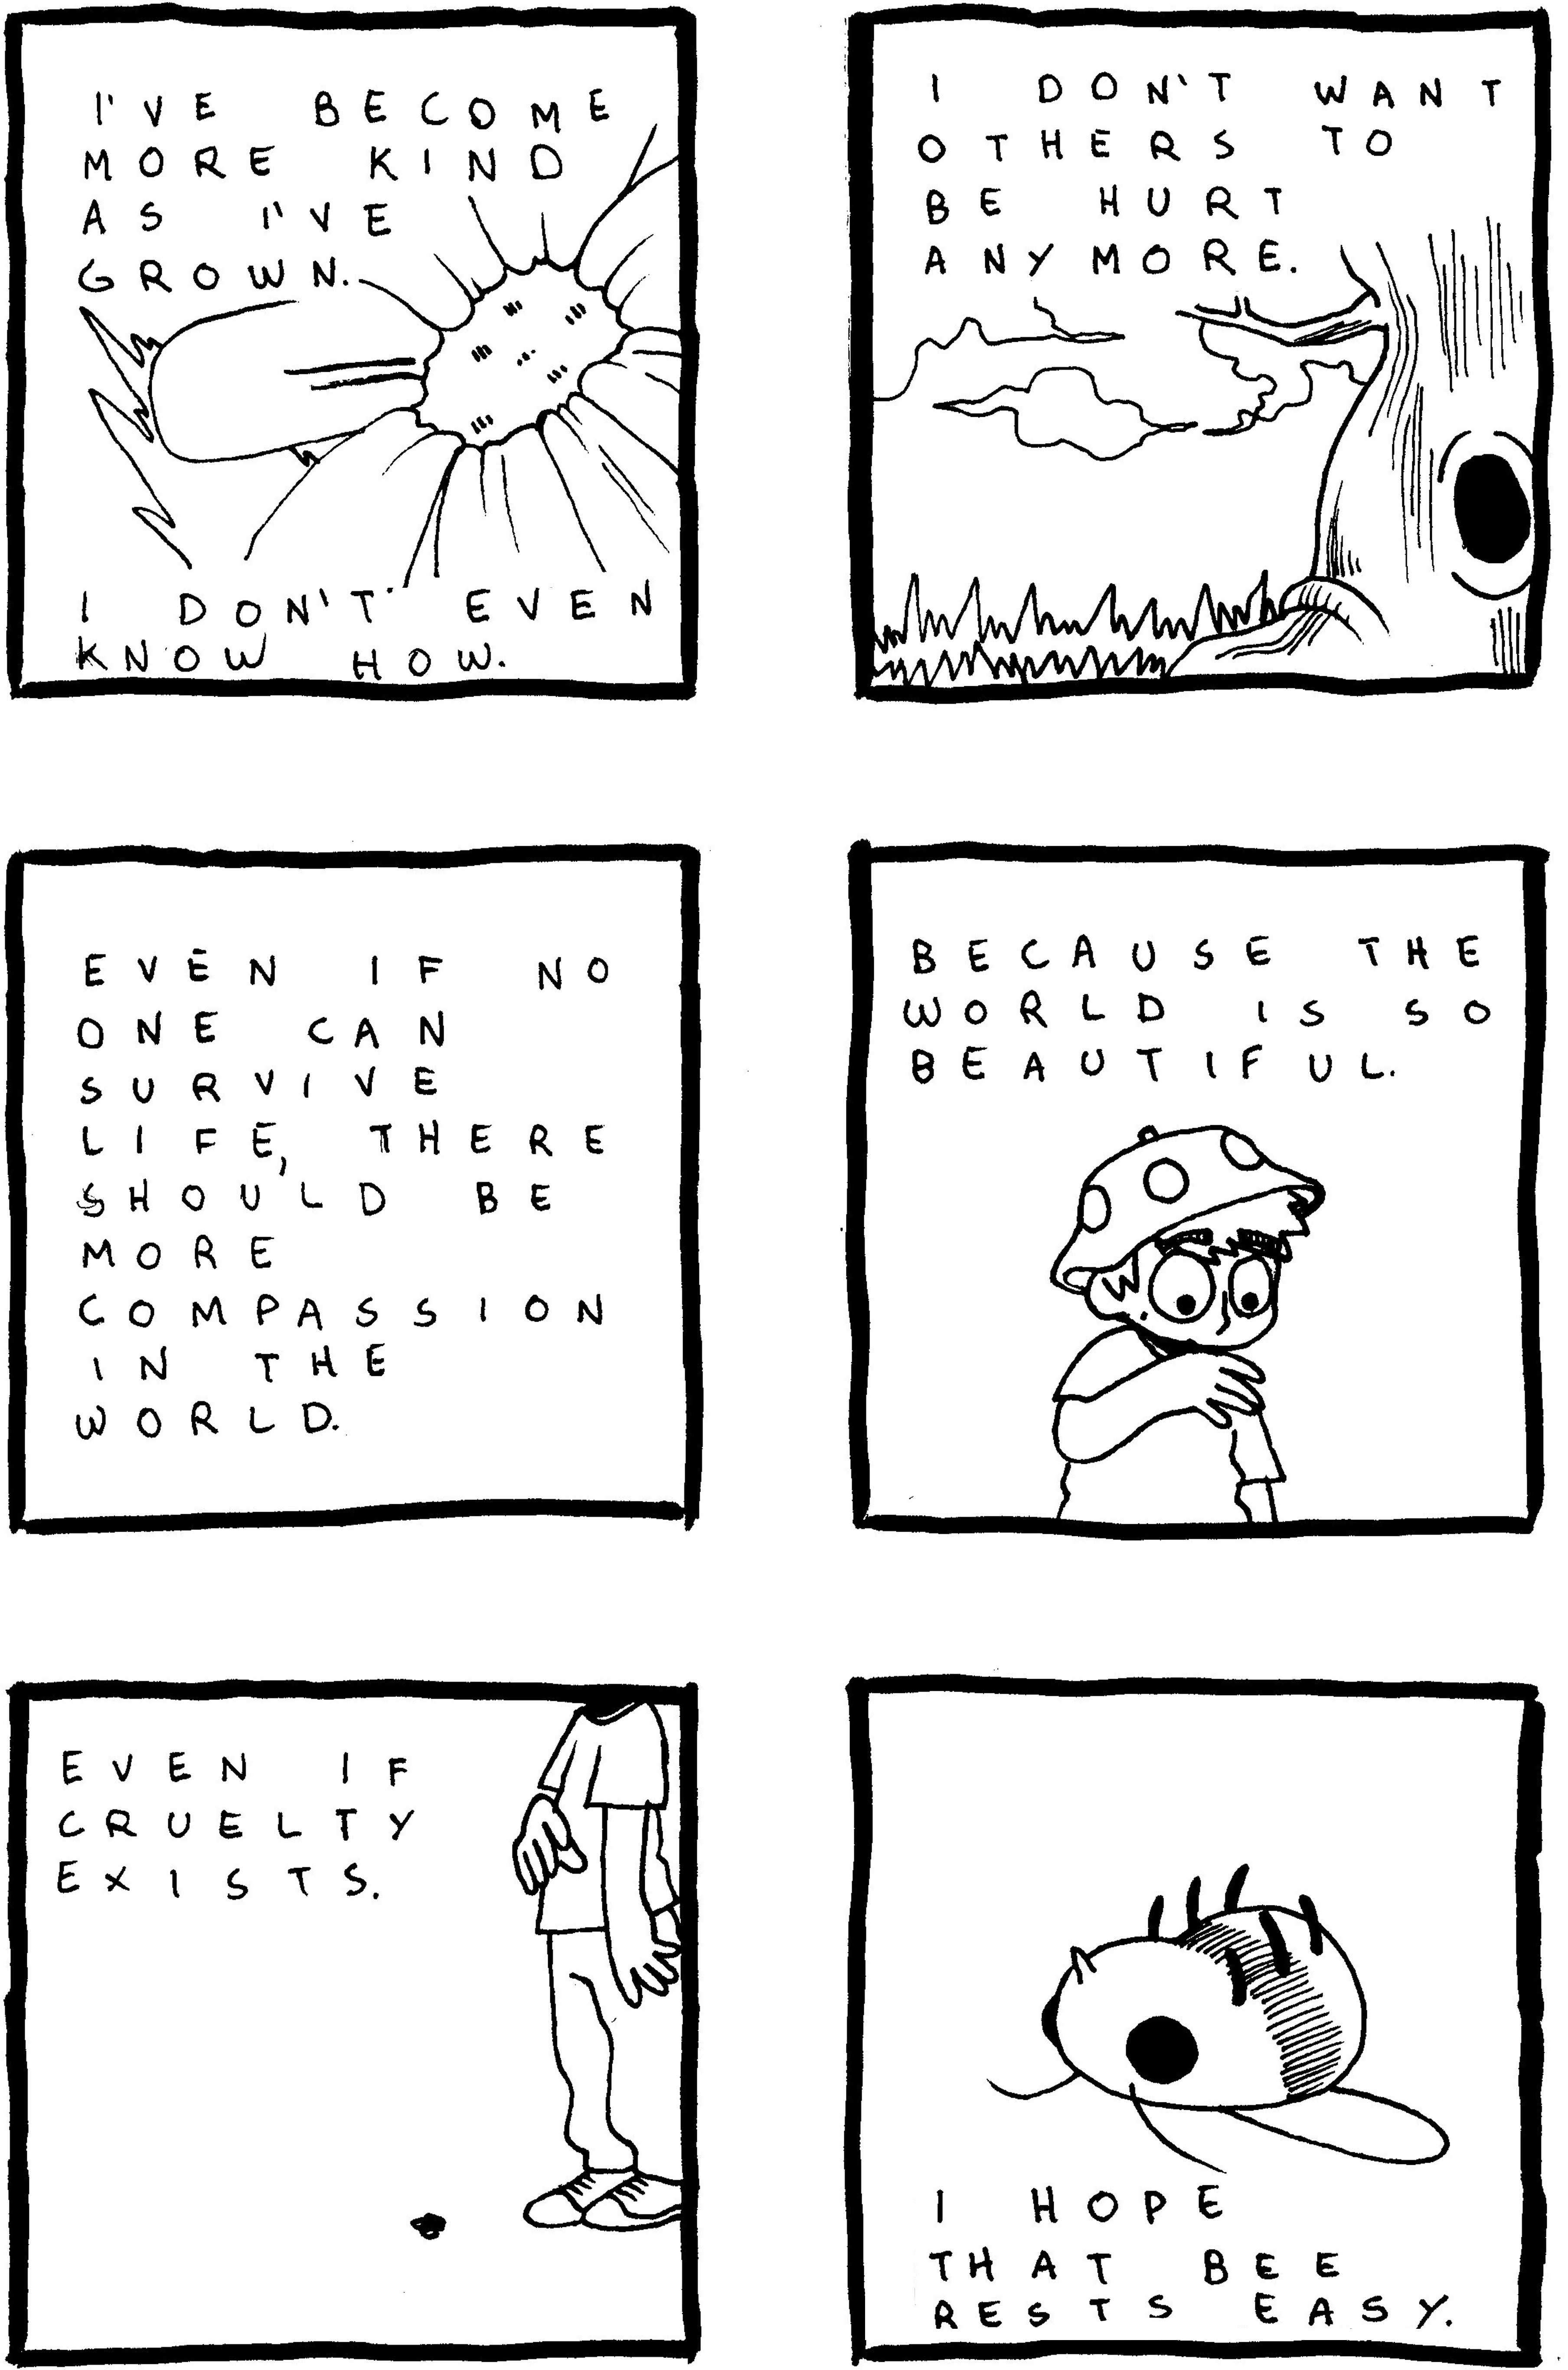 I'VE BECOME
MORE KIND
AS I'VE
GROWN.
I DON'T EVEN
KNOW HOW.
I DON'T WANT
OTHERS TO
BE HURT
ANYMORE.
EVEN IF NO
ONE CAN
SURVIVE
LIFE, THERE
SHOULD BE
MORE
COMPASSION
IN THE
WORLD.
BECAUSE THE
WORLD IS SO
BEAUTIFUL.
EVEN IF
CRUELTY
EXISTS.
I HOPE
THAT BEE
RESTS EASY.